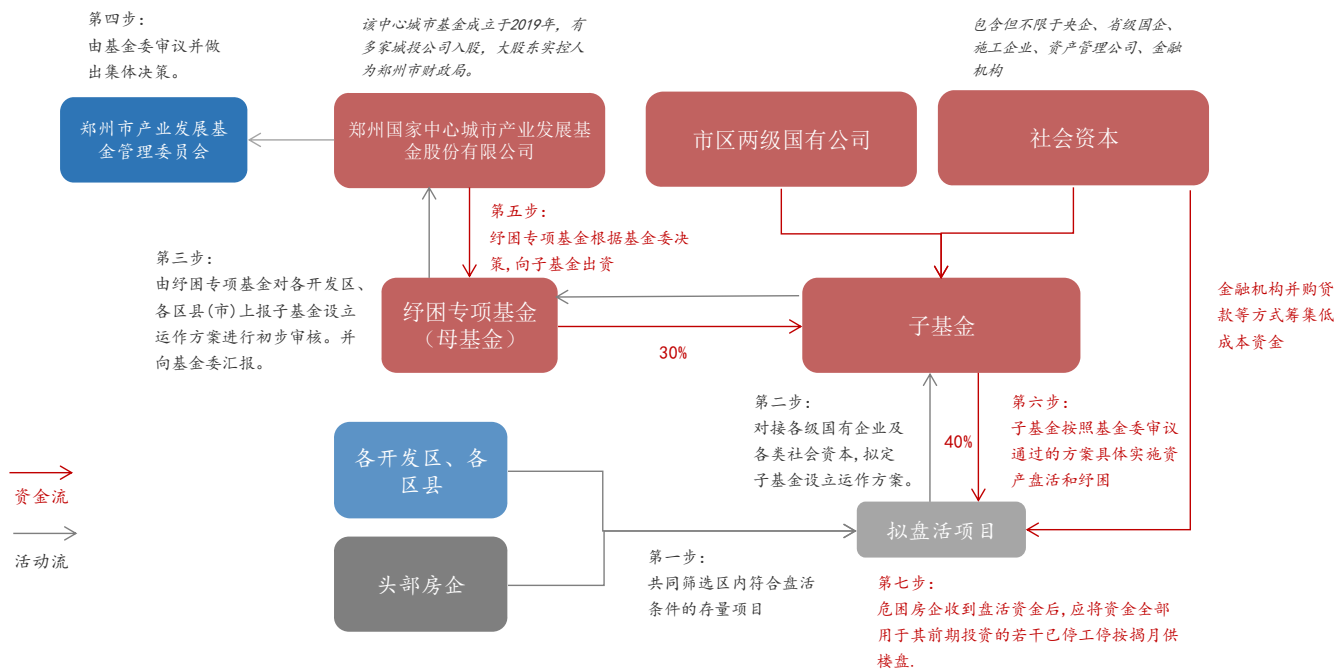 第四步：
由基金委审议并做
出集体决策。
该中心城市基金成立于2019年，有
多家城投公司入股，大股东实控人
为郑州市财政局。
包含但不限于央企、省级国企、
施工企业、资产管理公司、金融
机构
郑州市产业发展基
金管理委员会
郑州国家中心城市产业发展基
金股份有限公司
市区两级国有公司
社会资本
第五步：
纾困专项基金根据基金委决
策,向子基金出资
第三步：
由纾困专项基金对各开发区、
各区县(市)上报子基金设立
运作方案进行初步审核。并
向基金委汇报。
纾困专项基金
（母基金）
30%
子基金
金融机构并购贷
款等方式筹集低
成本资金
第二步：
对接各级国有企业及
各类社会资本,拟定
子基金设立运作方案。
40%
第六步：
子基金按照基金委审议
通过的方案具体实施资
产盘活和纾困
各开发区、各
区县
资金流
活动流
拟盘活项目
头部房企
第一步：
共同筛选区内符合盘活
条件的存量项目
第七步：
危困房企收到盘活资金后,应将资金全部
用于其前期投资的若干已停工停按揭月供
楼盘.